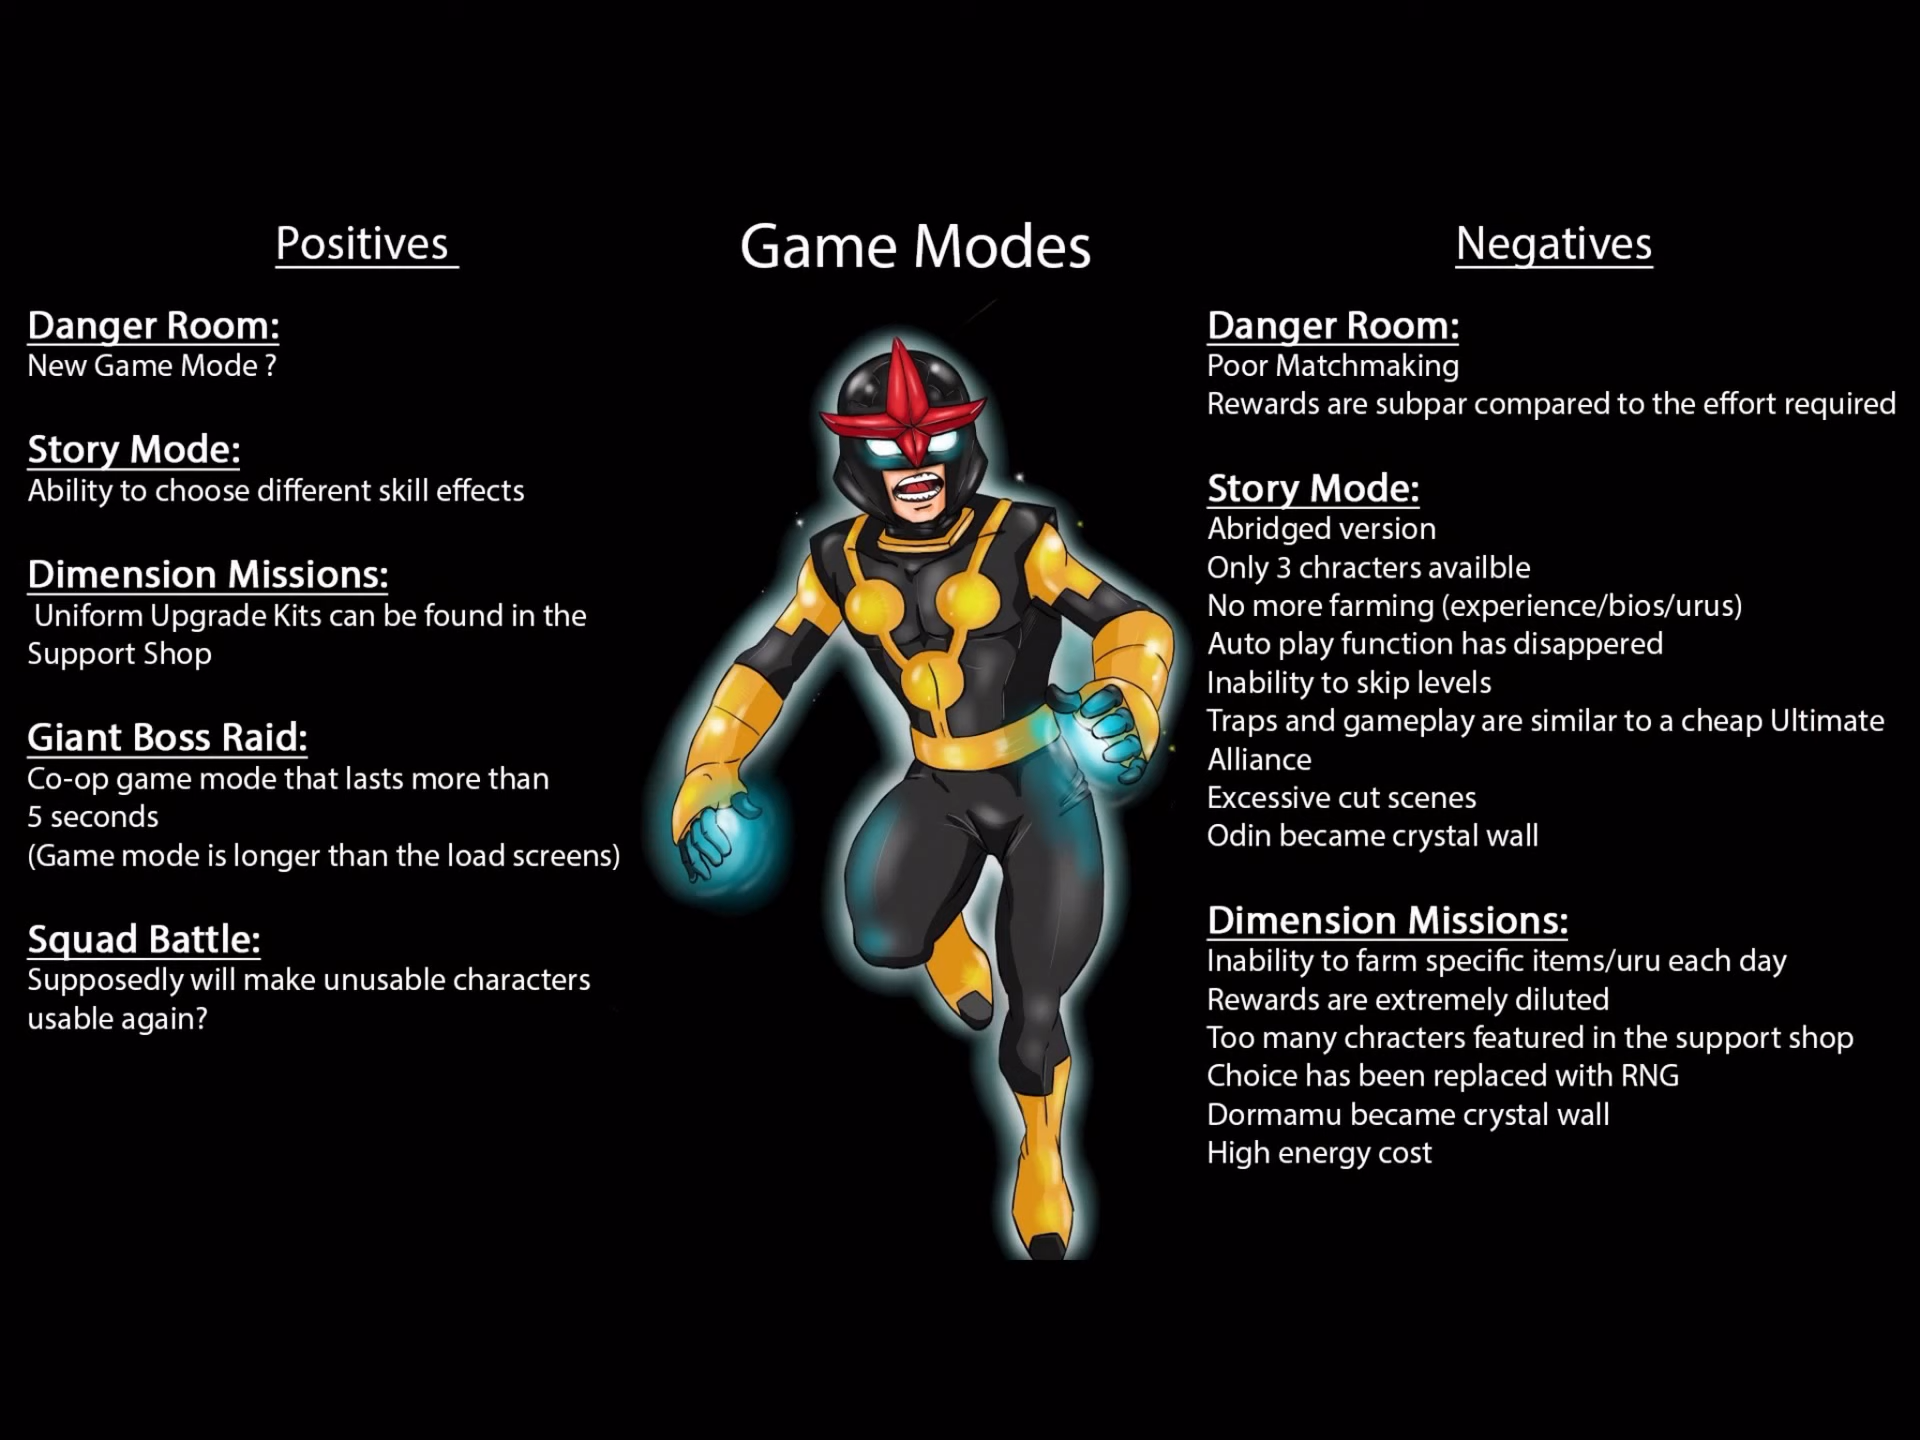 Game Modes
Positives
Danger Room:
New Game Mode ?
Story Mode:
Ability to choose different skill effects
Dimension Missions:
Uniform Upgrade Kits can be found in the
Support Shop
Giant Boss Raid:
Co-op game mode that lasts more than
5 seconds
(Game mode is longer than the load screens)
Squad Battle:
Supposedly will make unusable characters
usable again?
Negatives
Danger Room:
Poor Matchmaking
Rewards are subpar compared to the effort required
Story Mode:
Abridged version
Only 3 chracters availble
No more farming (experience/bios/urus)
Auto play function has disappered
Inability to skip levels
Traps and gameplay are similar to a cheap Ultimate
Alliance
Excessive cut scenes
Odin became crystal wall
Dimension Missions:
Inability to farm specific items/uru each day
Rewards are extremely diluted
Too many chracters featured in the support shop
Choice has been replaced with RNG
Dormamu became crystal wall
High energy cost